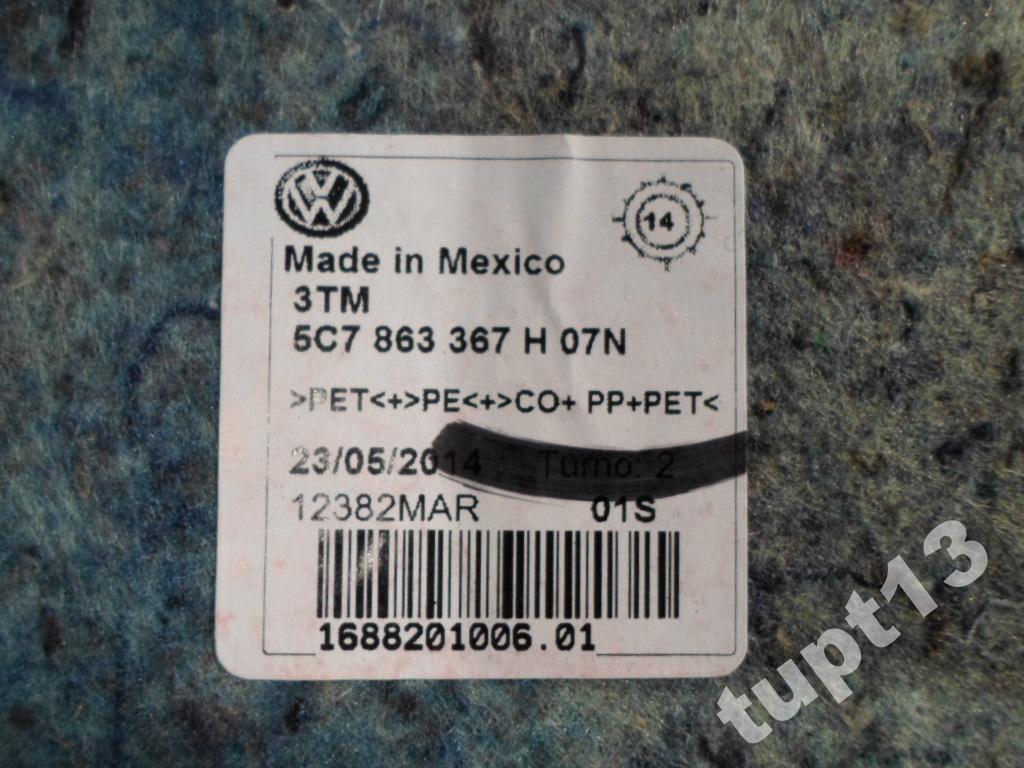 VW
14
Made in Mexico
3TM
5C7 863 367 H 07N
>PET<+>PE<+>CO+ PP+PET<
23/05/2014 Turno: 2
12382MAR 01S
1688201006.01
tupt13